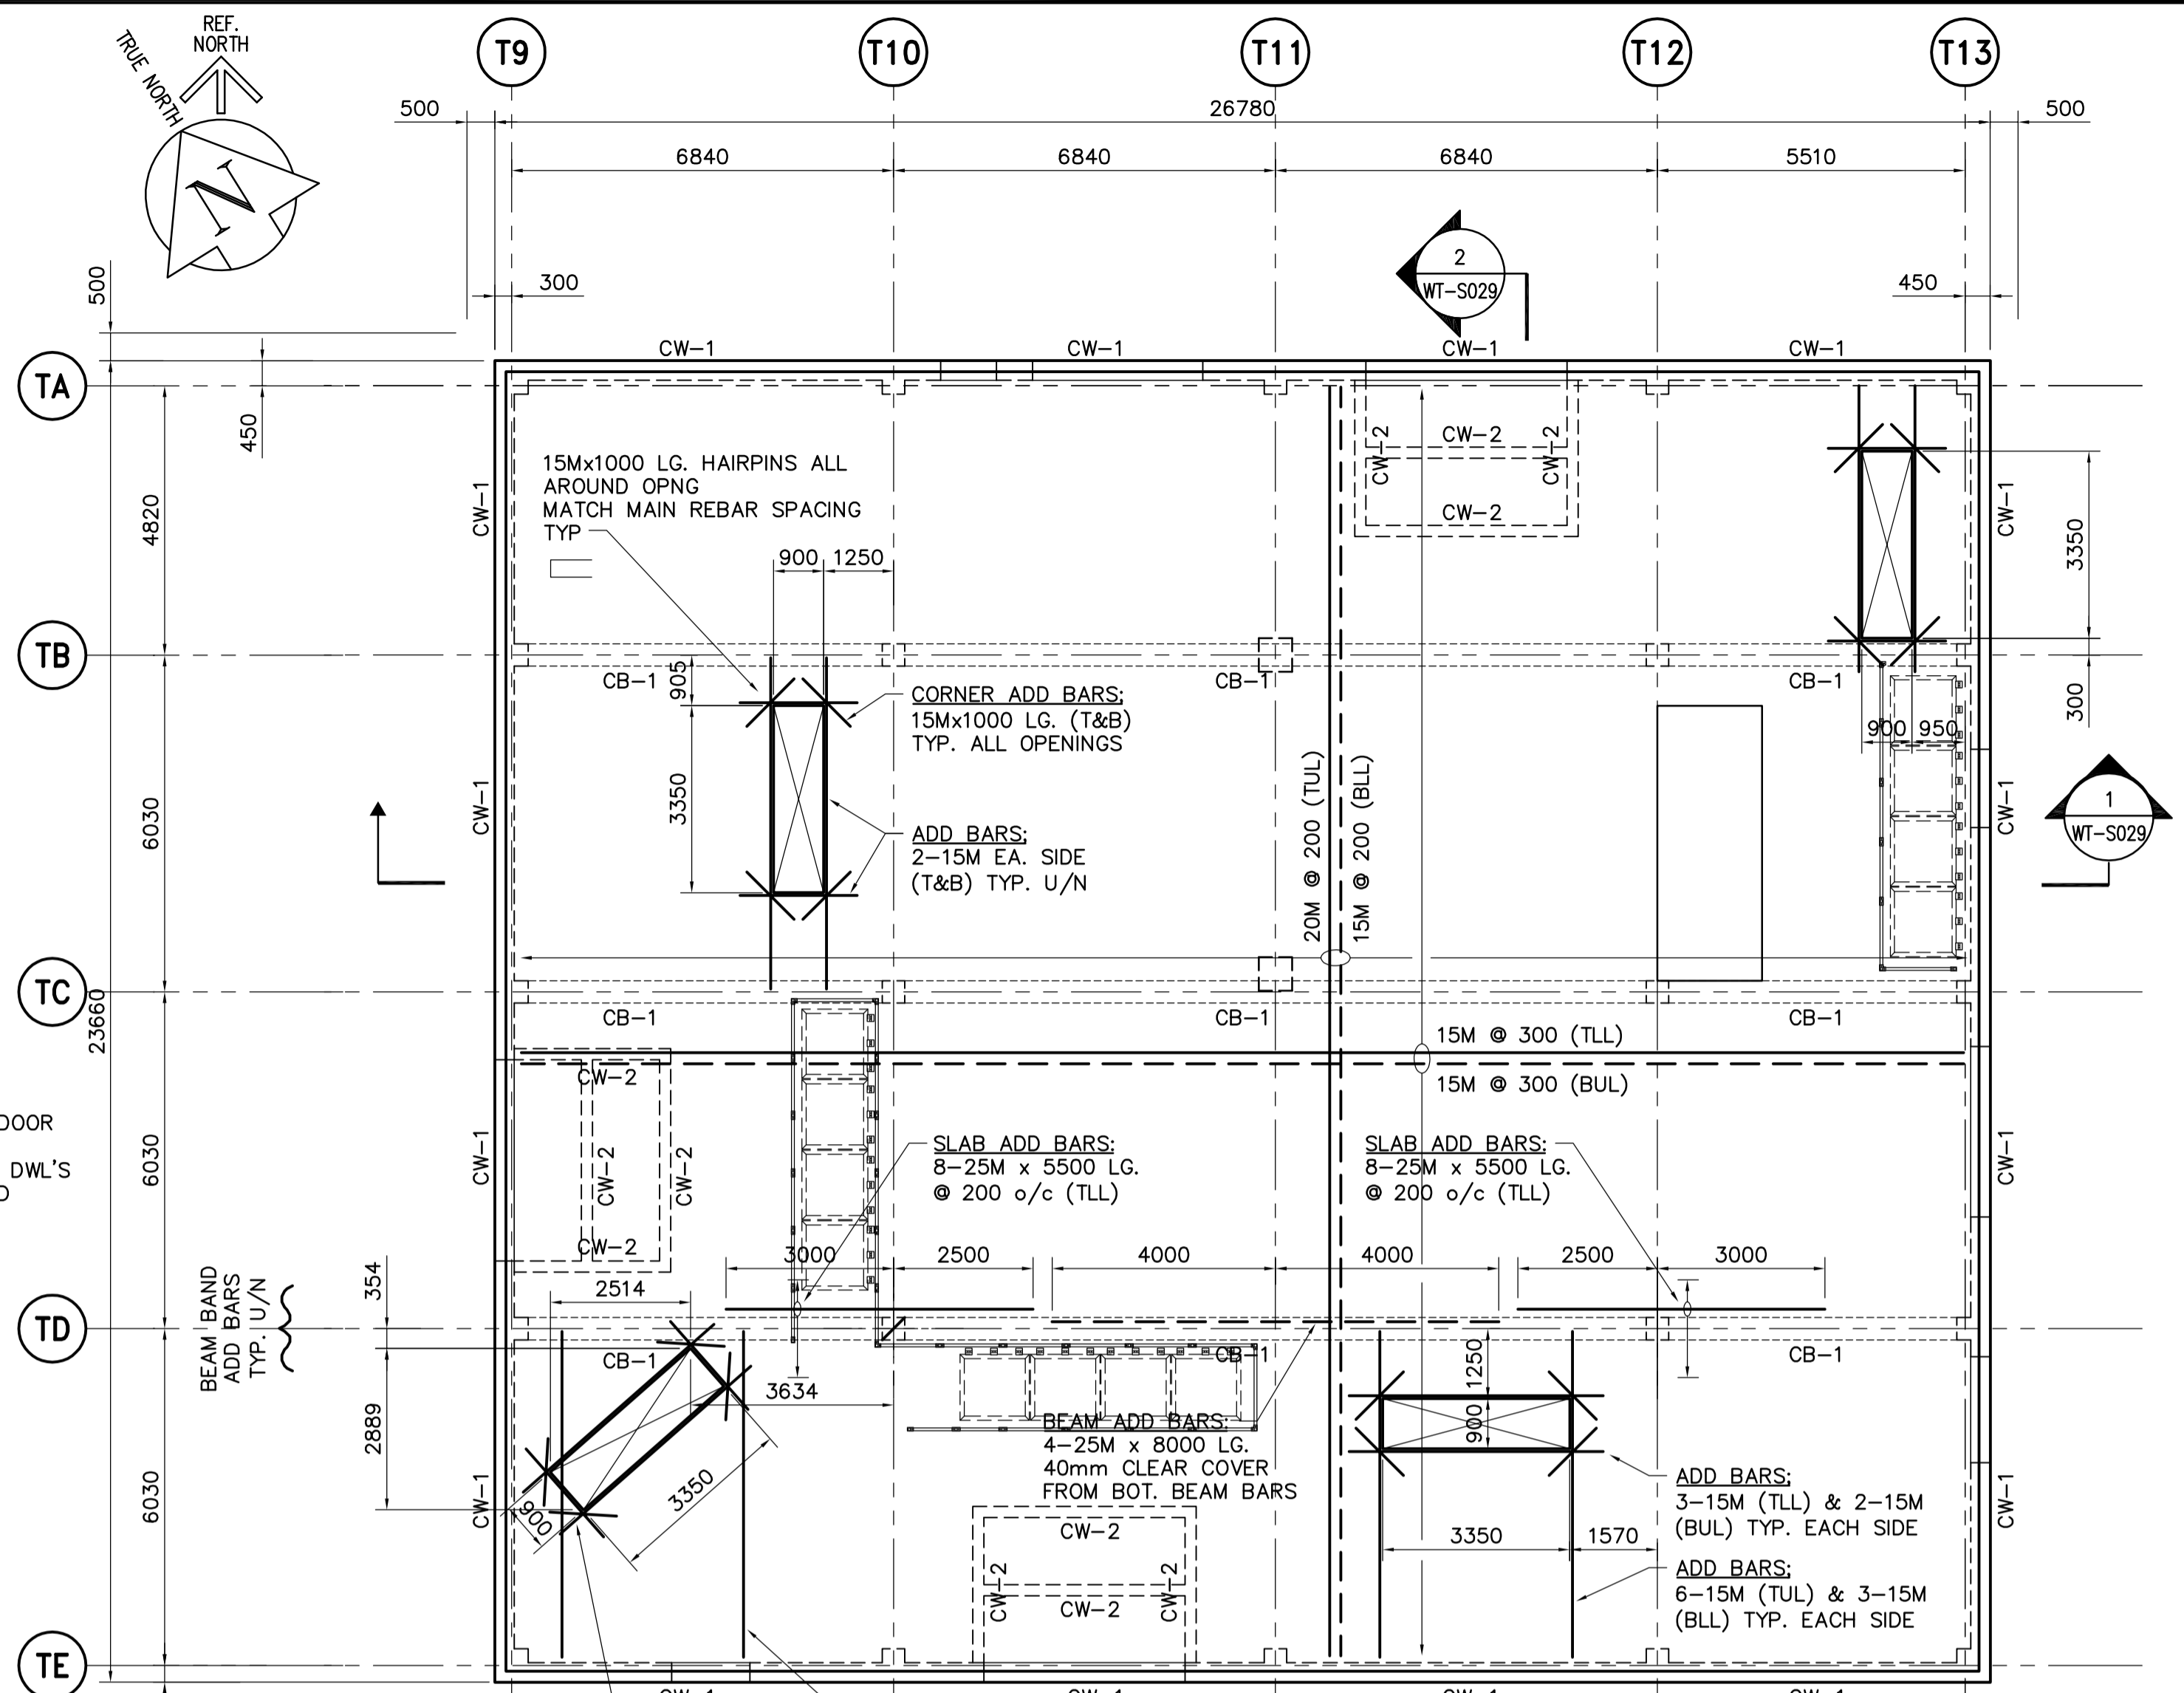 REF.
NORTH
TRUE NORTH
N
T9
T10
T11
T12
T13
500
26780
500
6840
6840
6840
5510
300
2
WT-S029
450
500
450
CW-1
CW-1
CW-1
CW-1
TA
TB
TC
TD
TE
4820
6030
23660
6030
6030
CW-1
CW-1
CW-1
CW-1
15Mx1000 LG. HAIRPINS ALL
AROUND OPNG
MATCH MAIN REBAR SPACING
TYP
900
1250
CW-2
CW-2
CW-2
CW-2
CW-1
3350
300
900
950
CB-1
CB-1
CB-1
905
3350
CORNER ADD BARS;
15Mx1000 LG. (T&B)
TYP. ALL OPENINGS
ADD BARS;
2-15M EA. SIDE
(T&B) TYP. U/N
20M @ 200 (TUL)
15M @ 200 (BLL)
CW-1
1
WT-S029
CB-1
CB-1
CB-1
15M @ 300 (TLL)
15M @ 300 (BUL)
CW-2
CW-2
CW-2
CW-2
DOOR
DWL'S
SLAB ADD BARS:
8-25M x 5500 LG.
@ 200 o/c (TLL)
SLAB ADD BARS:
8-25M x 5500 LG.
@ 200 o/c (TLL)
CW-1
3000
2500
4000
4000
2500
3000
BEAM BAND
ADD BARS
TYP. U/N
354
2889
2514
CB-1
CB-1
CB-1
3634
3350
900
1250
900
BEAM ADD BARS:
4-25M x 8000 LG.
40mm CLEAR COVER
FROM BOT. BEAM BARS
CW-2
CW-2
CW-2
CW-2
3350
1570
ADD BARS;
3-15M (TLL) & 2-15M
(BUL) TYP. EACH SIDE
ADD BARS;
6-15M (TUL) & 3-15M
(BLL) TYP. EACH SIDE
CW-1
CW-1
CW-1
CW-1
CW-1